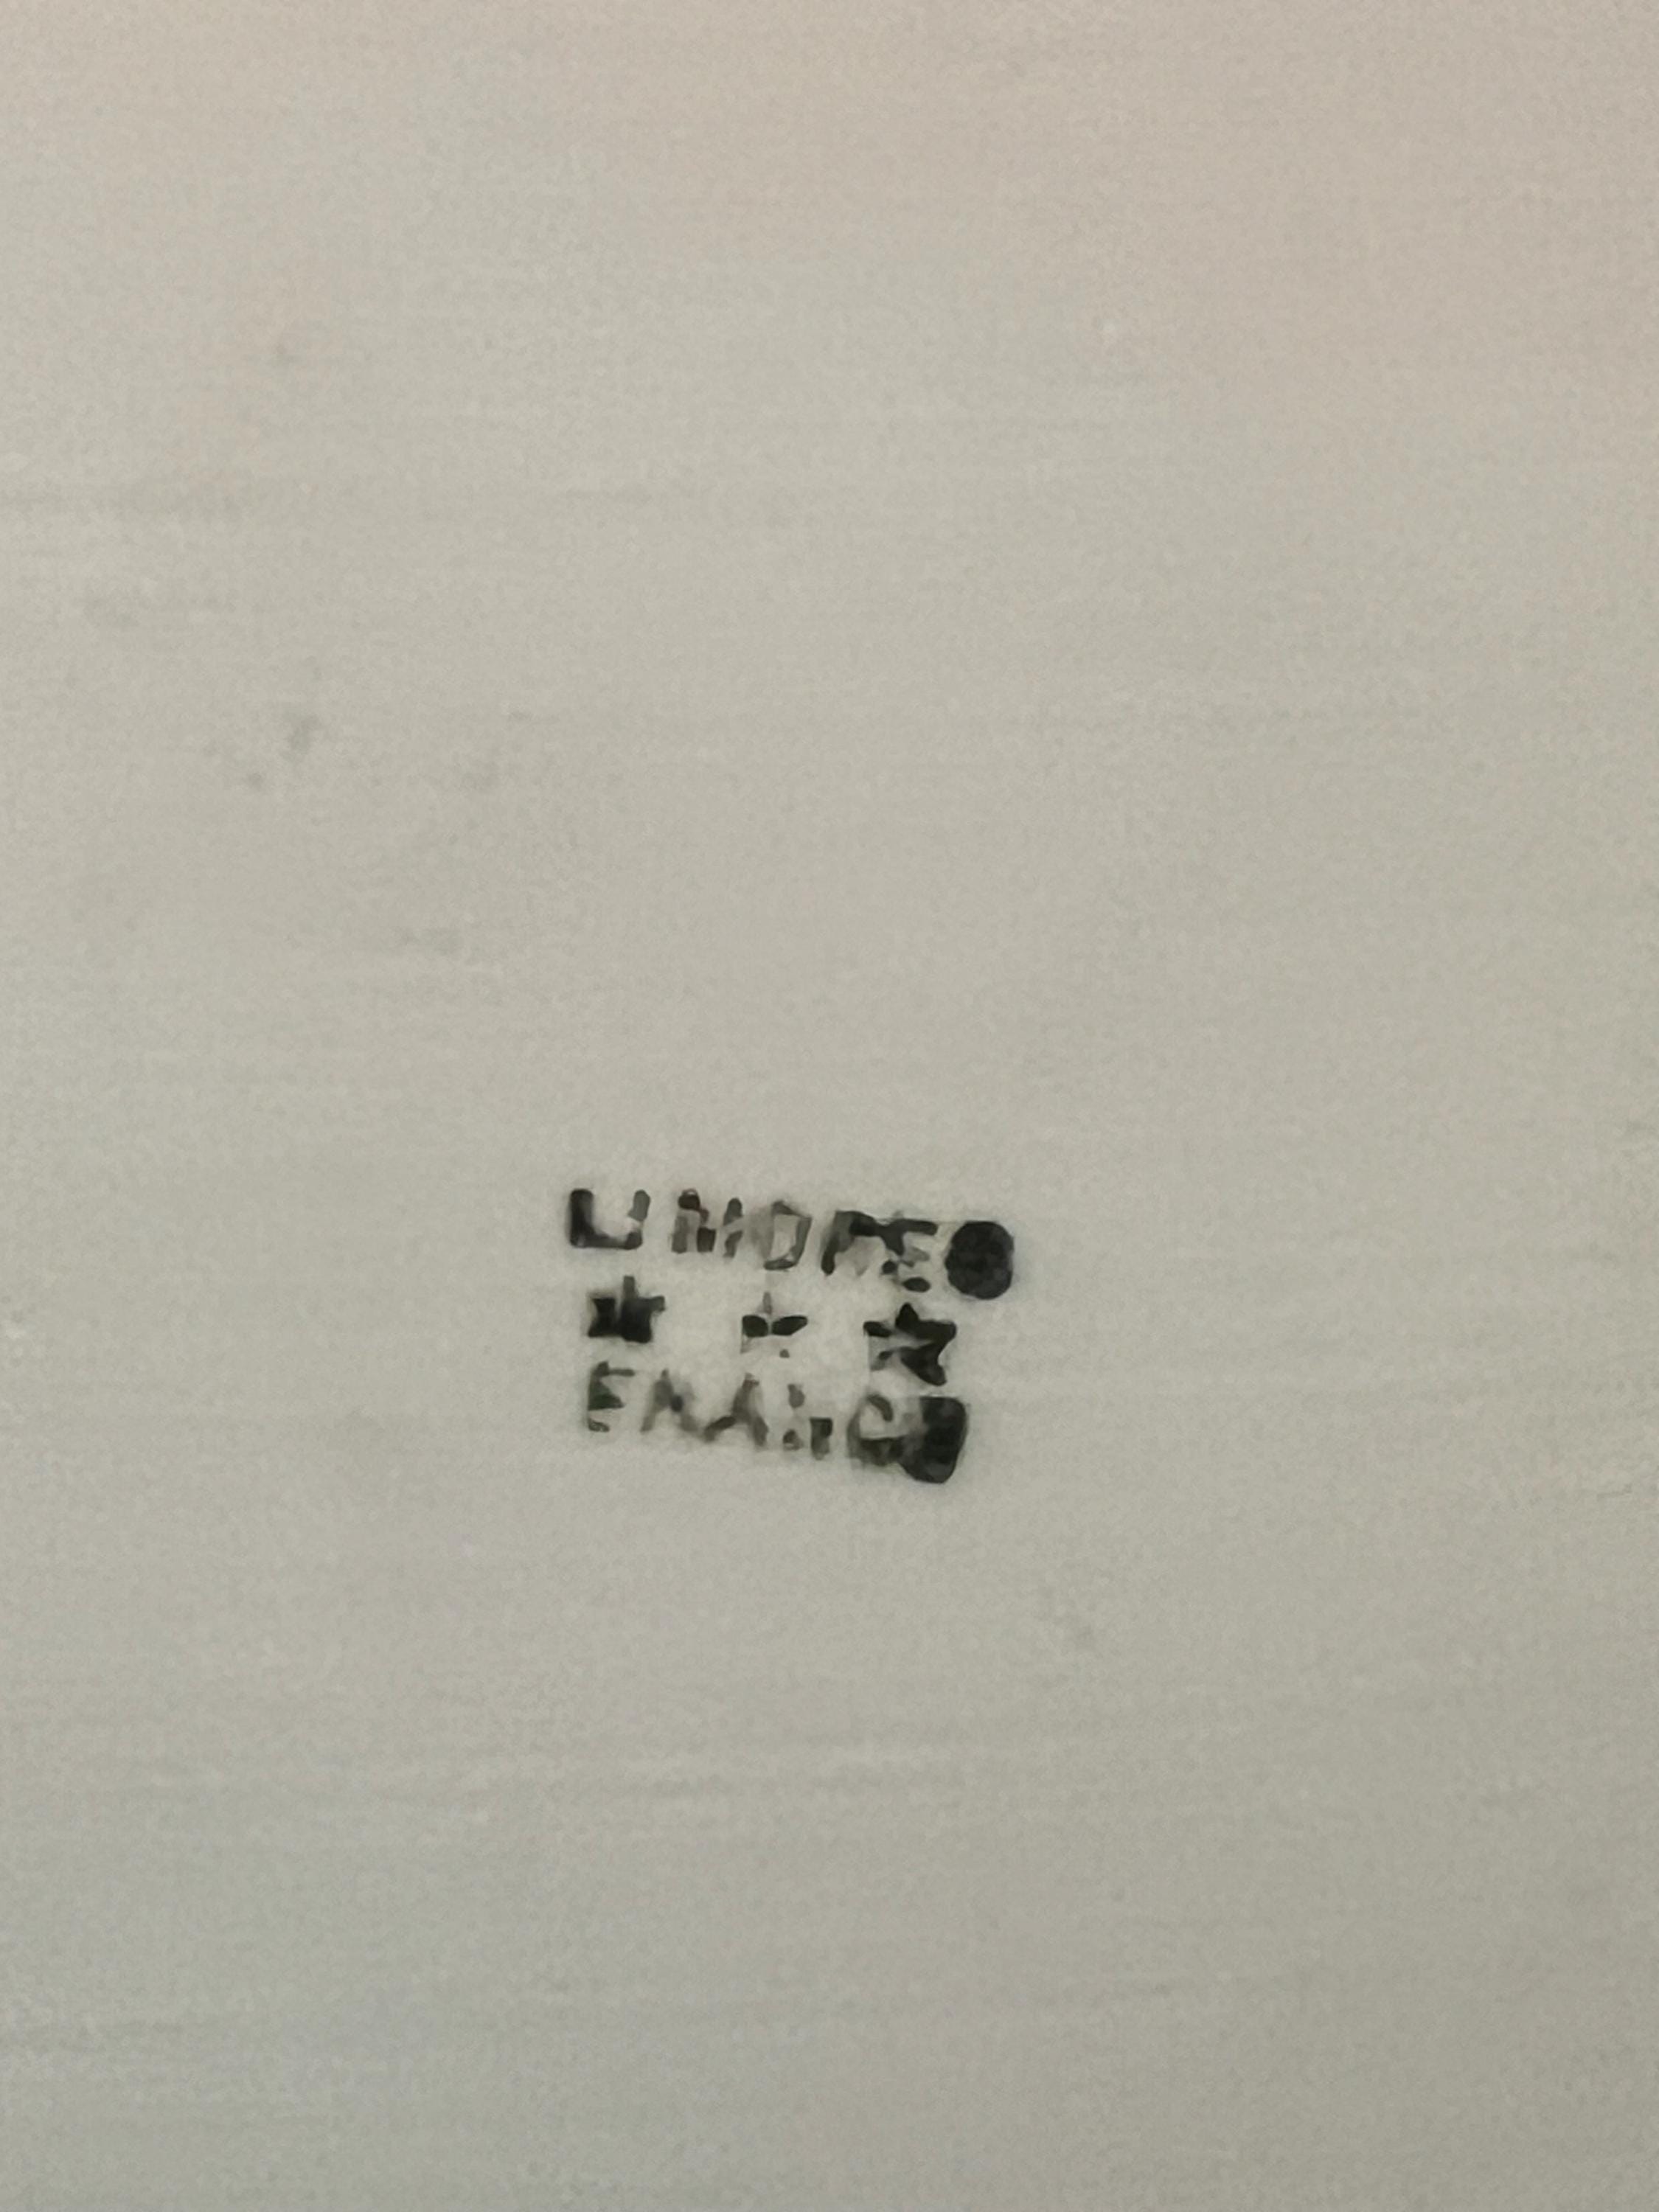 LIMOGES
★ ★ ★
FRANCE